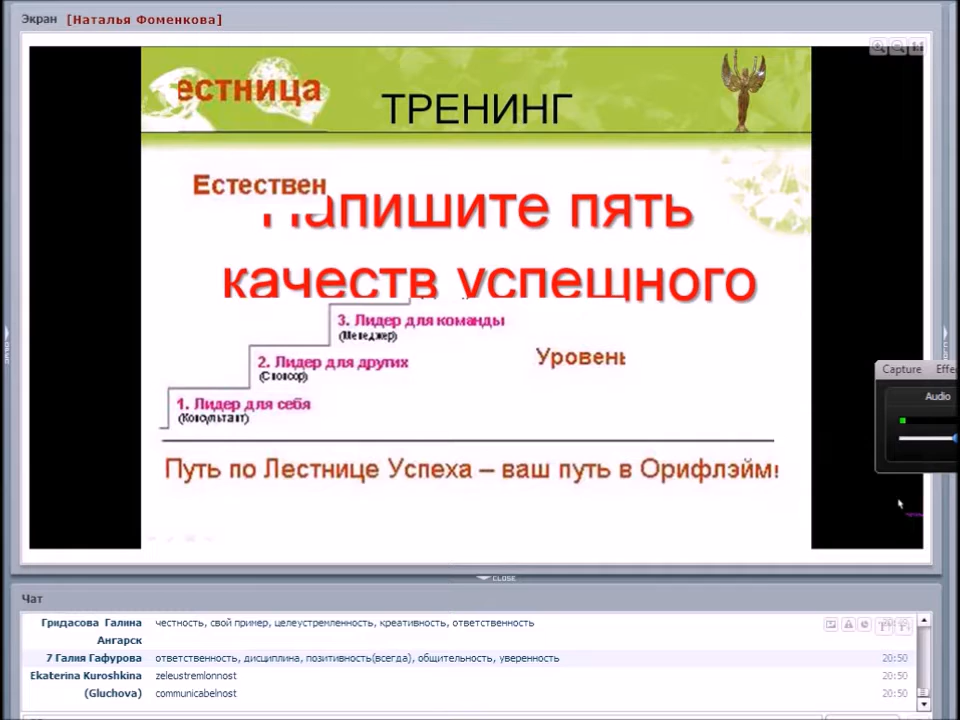 Экран [Наталья Фоменкова]
естница
ТРЕНИНГ
Естествен
Напишите пять
качеств успешного
3. Лидер для команды
(Менеджер)
2. Лидер для других
(Спонсор)
Уровень
1. Лидер для себя
(Консультант)
Путь по Лестнице Успеха – ваш путь в Орифлэйм!
Capture Effe
Audio
CLOSE
Чат
Гридасова Галина честность, свой пример, целеустремленность, креативность, ответственность
Ангарск
7 Галия Гафурова ответственность, дисциплина, позитивность(всегда), общительность, уверенность 20:50
Ekaterina Kuroshkina zeleustremlonnost 20:50
(Gluchova) communicabelnost 20:50